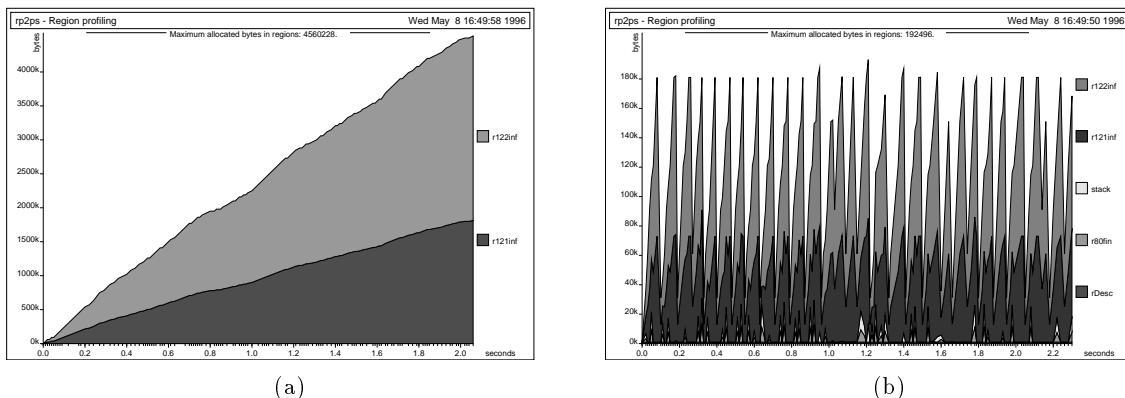 rp2ps - Region profiling Wed May 8 16:49:58 1996
Maximum allocated bytes in regions: 4560228.
bytes
4000k
3500k
3000k
2500k
2000k
1500k
1000k
500k
0k
0.0 0.2 0.4 0.6 0.8 1.0 1.2 1.4 1.6 1.8 2.0 seconds
r122inf
r121inf
(a)
rp2ps - Region profiling Wed May 8 16:49:50 1996
Maximum allocated bytes in regions: 192496.
bytes
180k
160k
140k
120k
100k
80k
60k
40k
20k
0k
0.0 0.2 0.4 0.6 0.8 1.0 1.2 1.4 1.6 1.8 2.0 2.2 seconds
r122inf
r121inf
stack
r80fin
rDesc
(b)